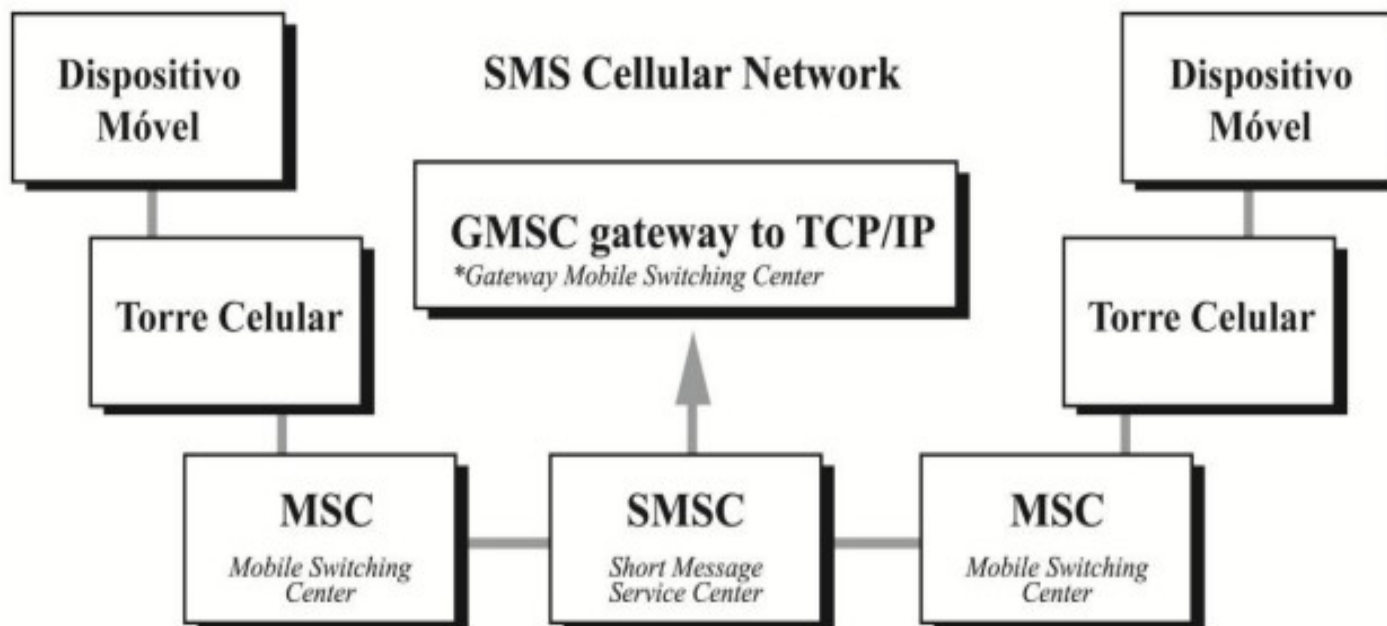 Dispositivo
Móvel
SMS Cellular Network
Dispositivo
Móvel
GMSC gateway to TCP/IP
*Gateway Mobile Switching Center
Torre Celular
Torre Celular
MSC
Mobile Switching
Center
SMSC
Short Message
Service Center
MSC
Mobile Switching
Center